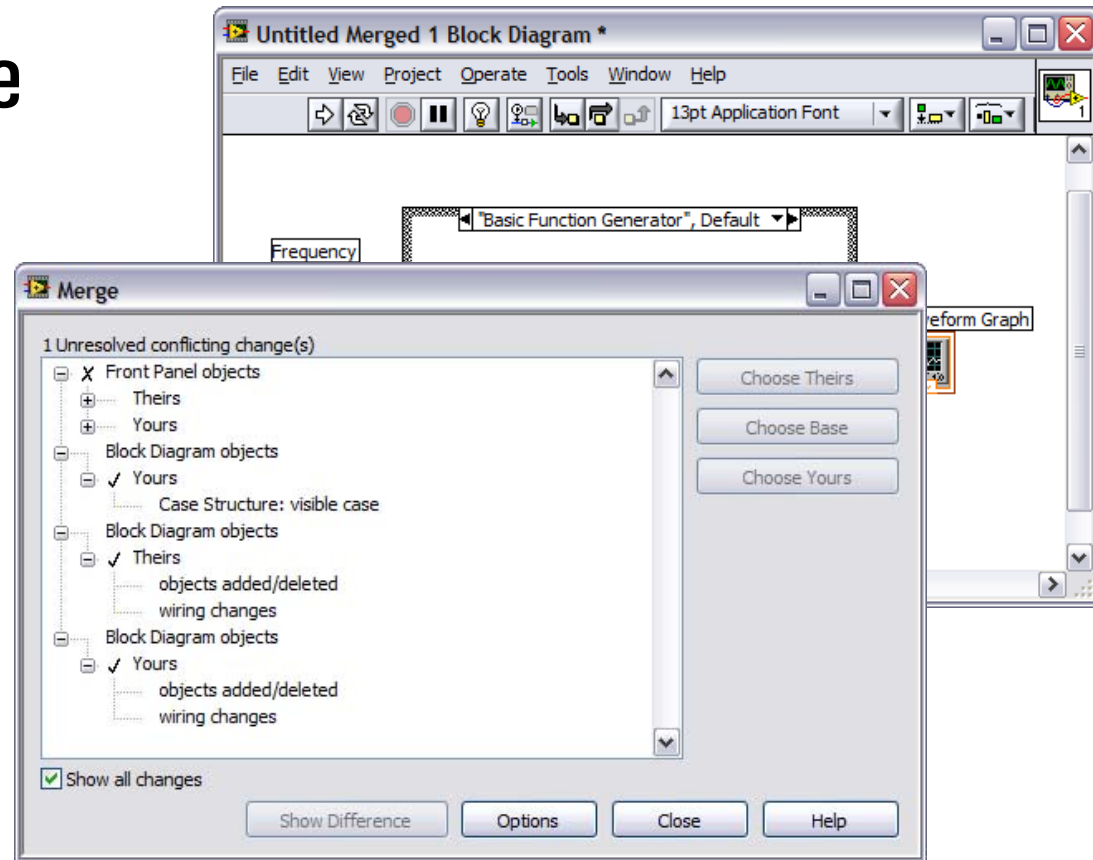 e
Untitled Merged 1 Block Diagram *
File Edit View Project Operate Tools Window Help
13pt Application Font
1
"Basic Function Generator", Default
Frequency
eform Graph
Merge
1 Unresolved conflicting change(s)
Front Panel objects
Theirs
Yours
Block Diagram objects
Yours
Case Structure: visible case
Block Diagram objects
Theirs
objects added/deleted
wiring changes
Block Diagram objects
Yours
objects added/deleted
wiring changes
Choose Theirs
Choose Base
Choose Yours
Show all changes
Show Difference Options Close Help